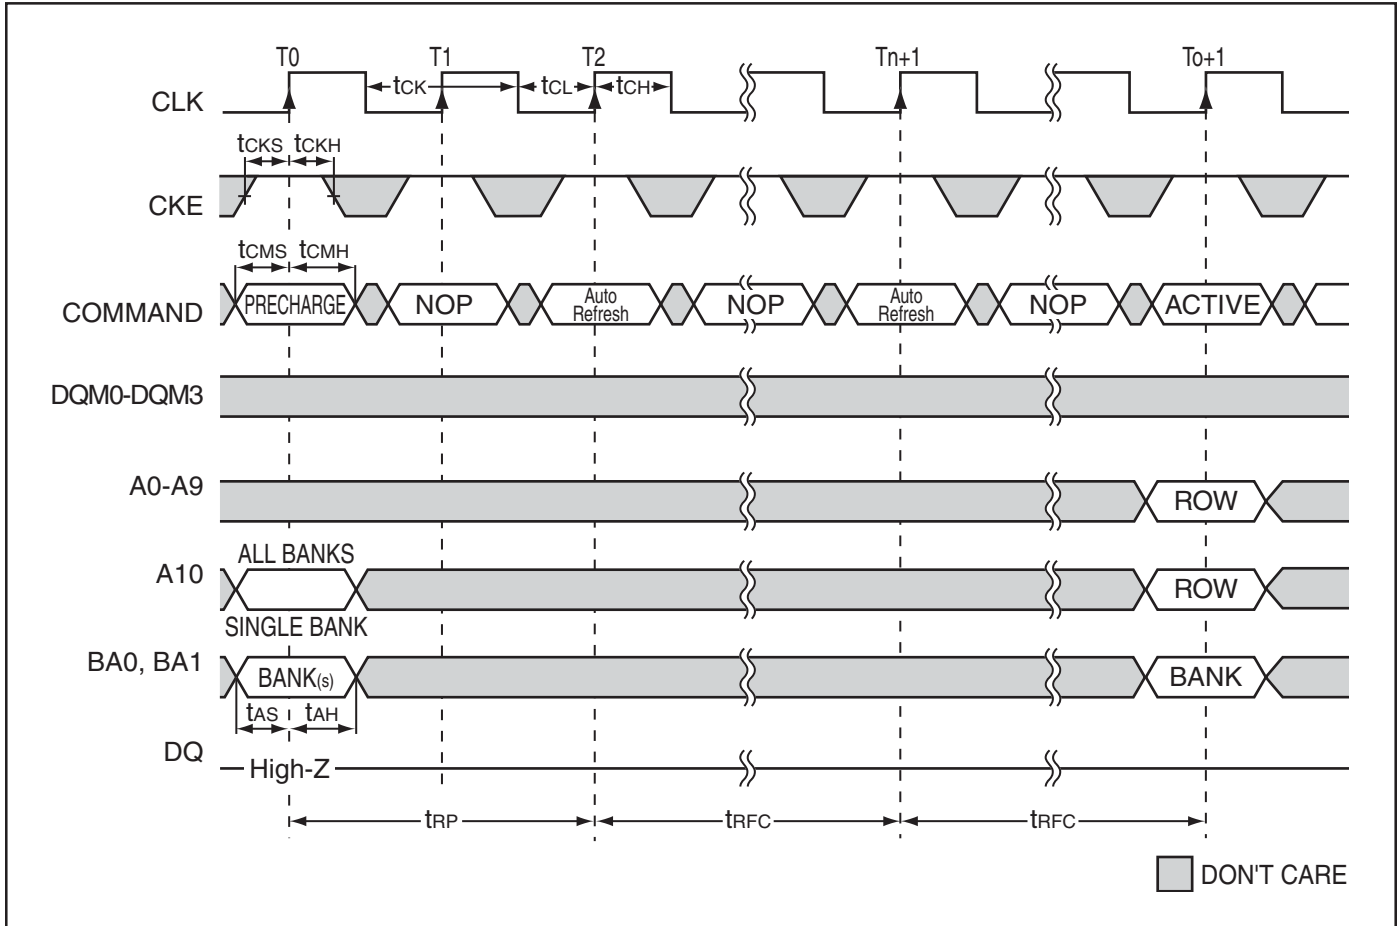 T0 T1 T2 Tn+1 To+1
CLK tCK tCL tCH
tCKS tCKH
CKE
tCMS tCMH
COMMAND PRECHARGE NOP Auto Refresh NOP Auto Refresh NOP ACTIVE
DQM0-DQM3
A0-A9 ROW
ALL BANKS
A10 ROW
SINGLE BANK
BA0, BA1 BANK(s) BANK
tAS tAH
DQ High-Z
tRP tRFC tRFC
DON'T CARE